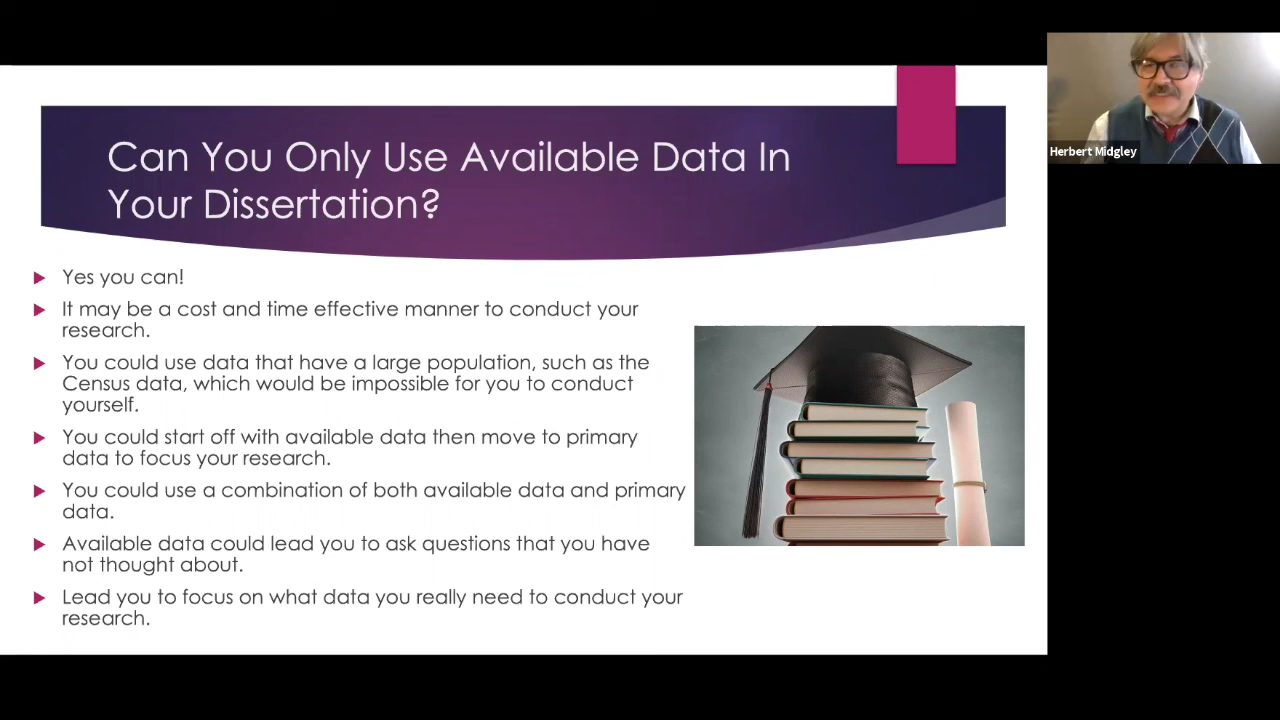 Can You Only Use Available Data In
Your Dissertation?
Yes you can!
It may be a cost and time effective manner to conduct your
research.
You could use data that have a large population, such as the
Census data, which would be impossible for you to conduct
yourself.
You could start off with available data then move to primary
data to focus your research.
You could use a combination of both available data and primary
data.
Available data could lead you to ask questions that you have
not thought about.
Lead you to focus on what data you really need to conduct your
research.
Herbert Midgley